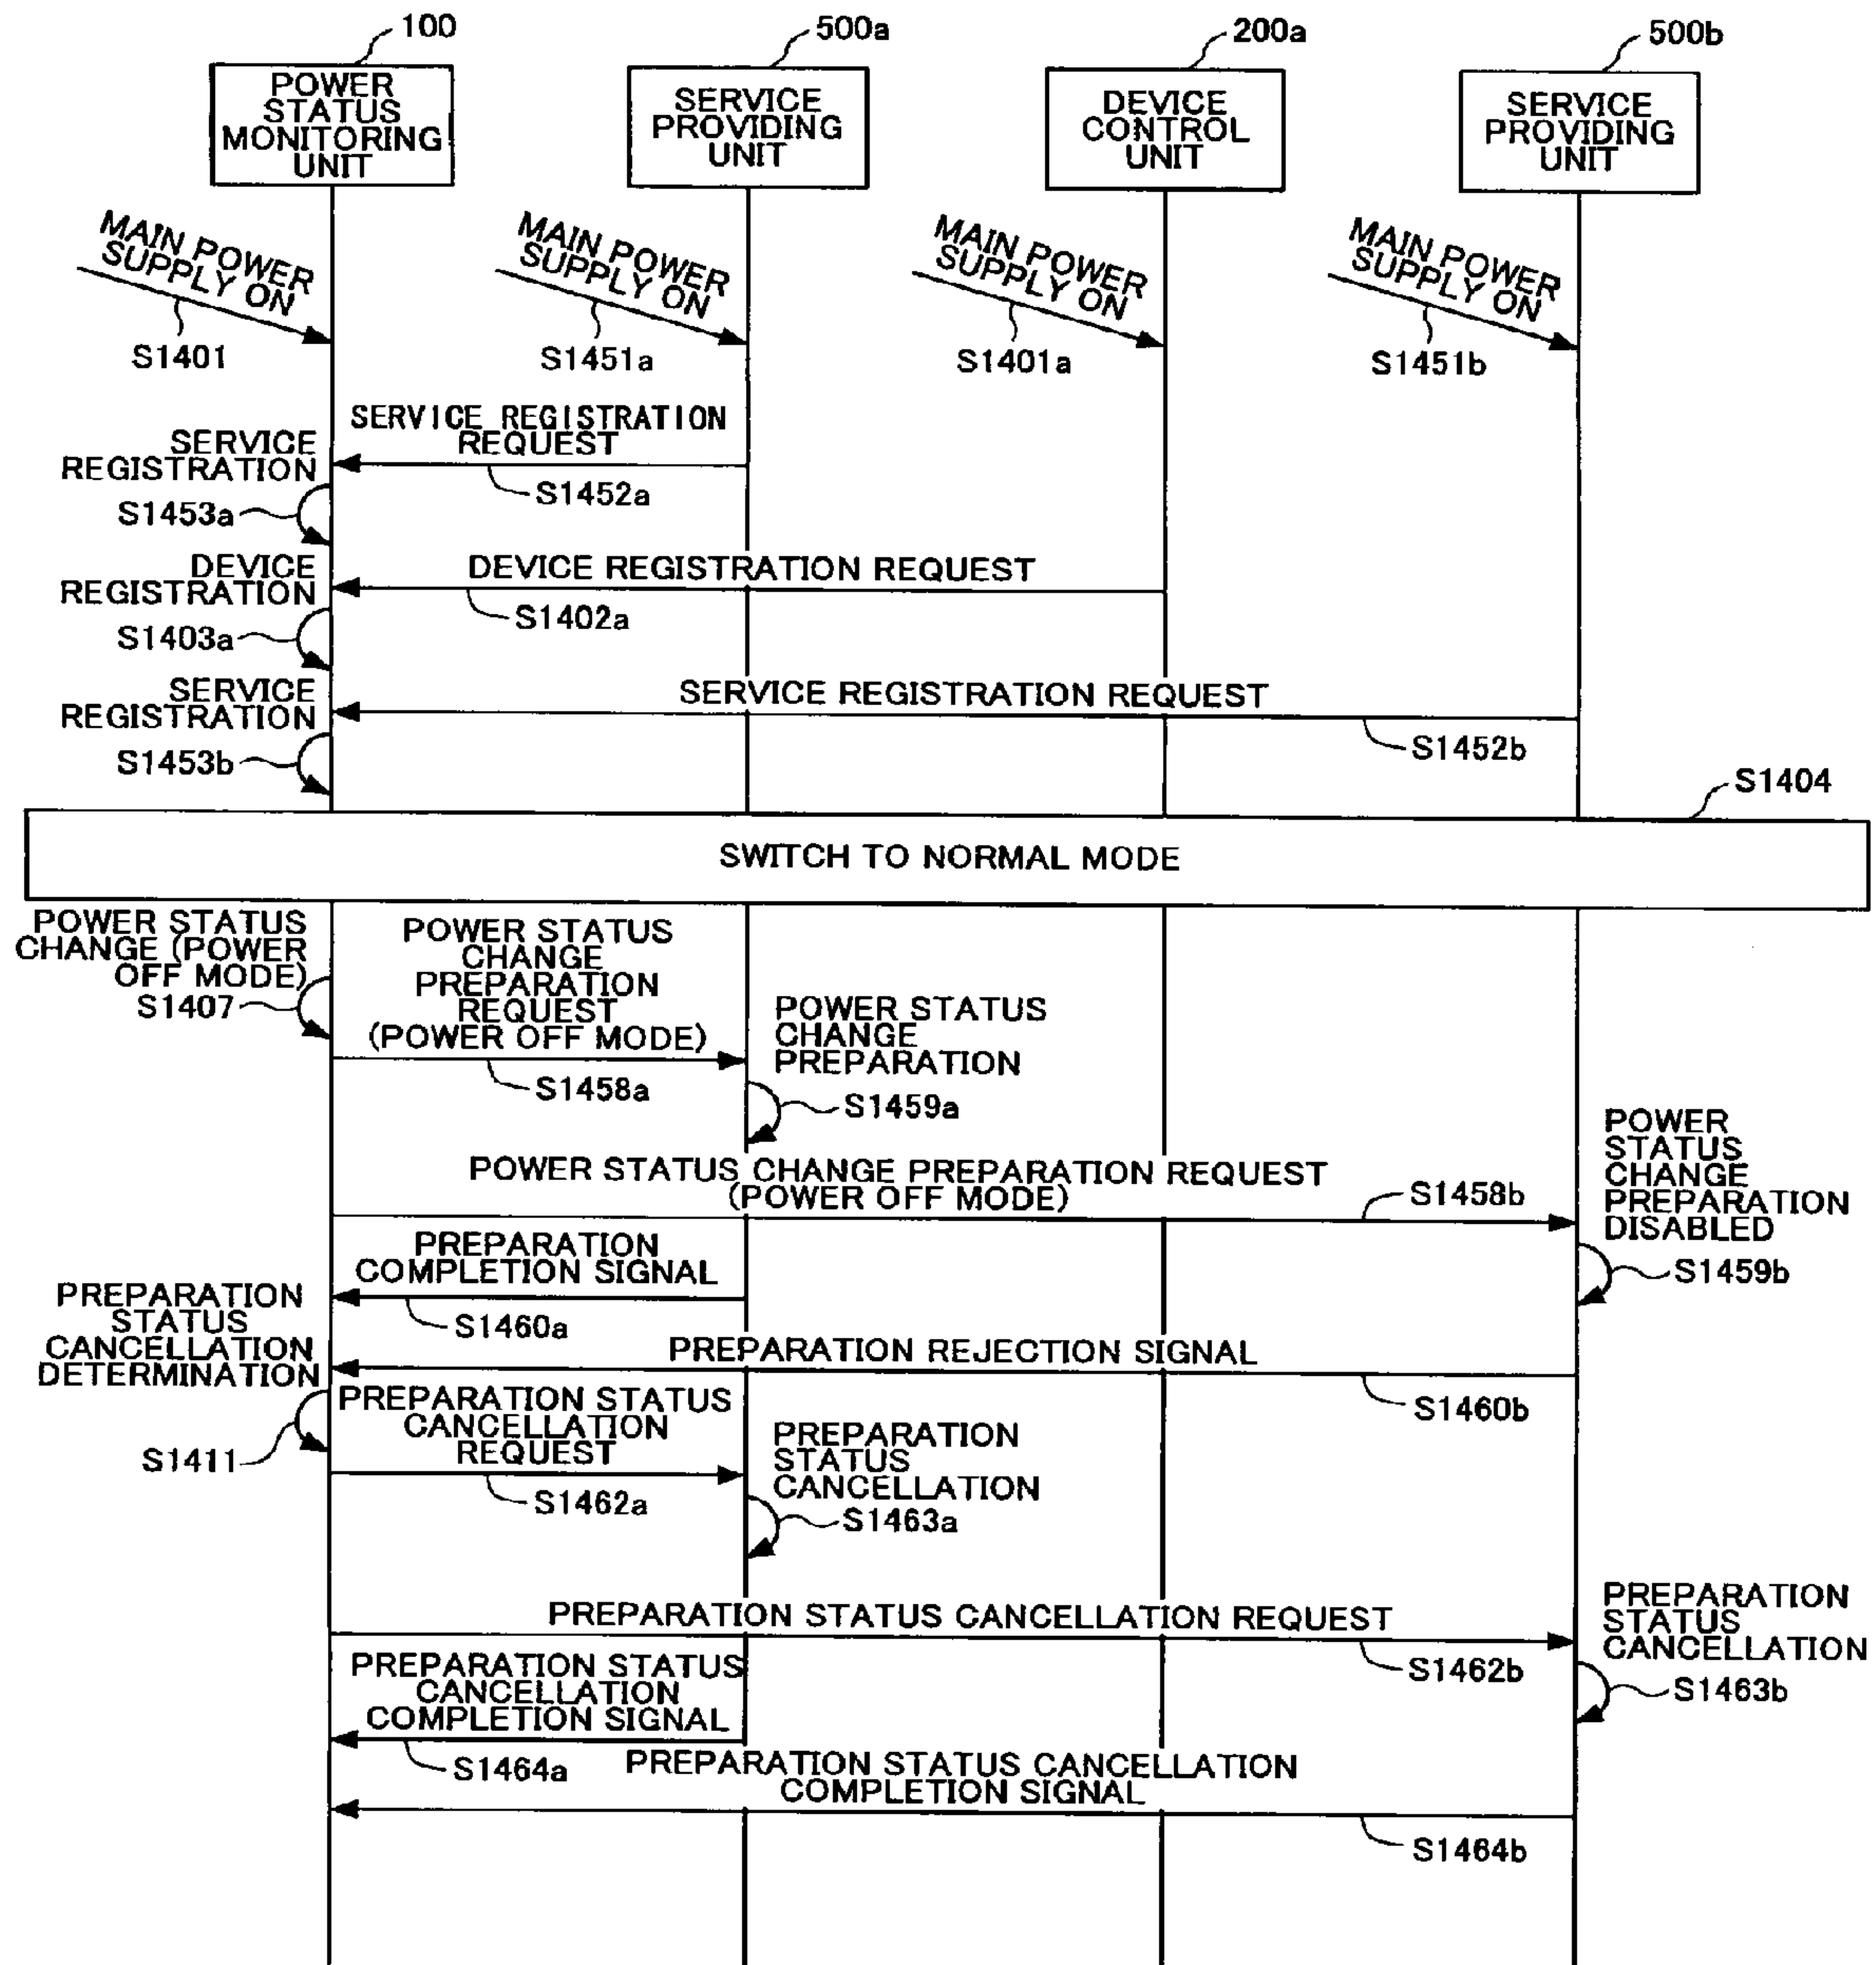 100
500a
200a
500b
POWER
STATUS
MONITORING
UNIT
SERVICE
PROVIDING
UNIT
DEVICE
CONTROL
UNIT
SERVICE
PROVIDING
UNIT
MAIN POWER
SUPPLY ON
MAIN POWER
SUPPLY ON
MAIN POWER
SUPPLY ON
MAIN POWER
SUPPLY ON
S1401
S1451a
S1401a
S1451b
SERVICE REGISTRATION
REQUEST
SERVICE
REGISTRATION
S1452a
S1453a
DEVICE
REGISTRATION
DEVICE REGISTRATION REQUEST
S1402a
S1403a
SERVICE
REGISTRATION
SERVICE REGISTRATION REQUEST
S1452b
S1453b
S1404
SWITCH TO NORMAL MODE
POWER STATUS
CHANGE (POWER
OFF MODE)
S1407
POWER STATUS
CHANGE
PREPARATION
REQUEST
(POWER OFF MODE)
S1458a
POWER STATUS
CHANGE
PREPARATION
S1459a
POWER STATUS CHANGE PREPARATION REQUEST
(POWER OFF MODE)
S1458b
POWER
STATUS
CHANGE
PREPARATION
DISABLED
S1459b
PREPARATION
COMPLETION SIGNAL
S1460a
PREPARATION
STATUS
CANCELLATION
DETERMINATION
PREPARATION REJECTION SIGNAL
S1460b
S1411
PREPARATION STATUS
CANCELLATION
REQUEST
S1462a
PREPARATION
STATUS
CANCELLATION
S1463a
PREPARATION STATUS CANCELLATION REQUEST
S1462b
PREPARATION
STATUS
CANCELLATION
S1463b
PREPARATION STATUS
CANCELLATION
COMPLETION SIGNAL
S1464a
PREPARATION STATUS CANCELLATION
COMPLETION SIGNAL
S1464b